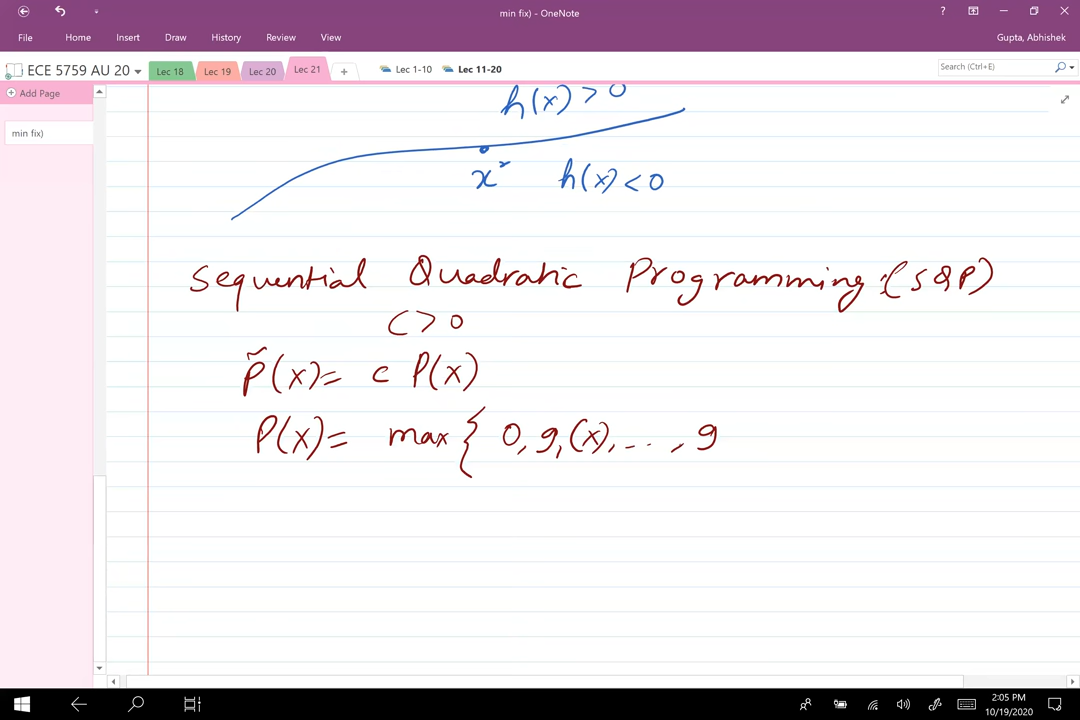 min fix) - OneNote
?
Gupta, Abhishek
File Home Insert Draw History Review View
ECE 5759 AU 20 Lec 18 Lec 19 Lec 20 Lec 21 + Lec 1-10 Lec 11-20
Search (Ctrl+E)
Add Page
min fix)
h(x) > 0
x* h(x) < 0
Sequential Quadratic Programming: (SQP)
c > 0
P̃(x) = c P(x)
P(x) = max { 0, g₁(x), ..., g
2:05 PM
10/19/2020